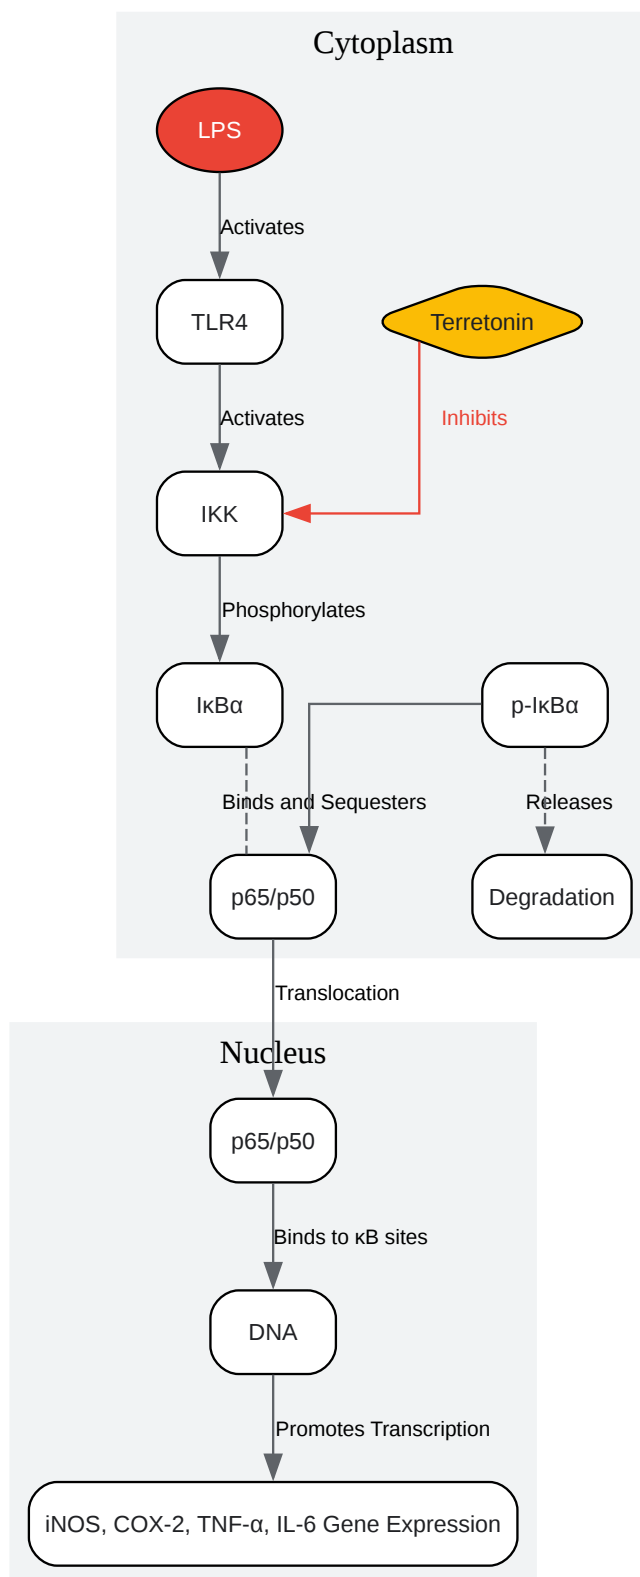 Cytoplasm
LPS
Activates
TLR4
Terretonin
Activates
Inhibits
IKK
Phosphorylates
IκBα
p-IκBα
Binds and Sequesters
Releases
p65/p50
Degradation
Translocation
Nucleus
p65/p50
Binds to κB sites
DNA
Promotes Transcription
iNOS, COX-2, TNF-α, IL-6 Gene Expression